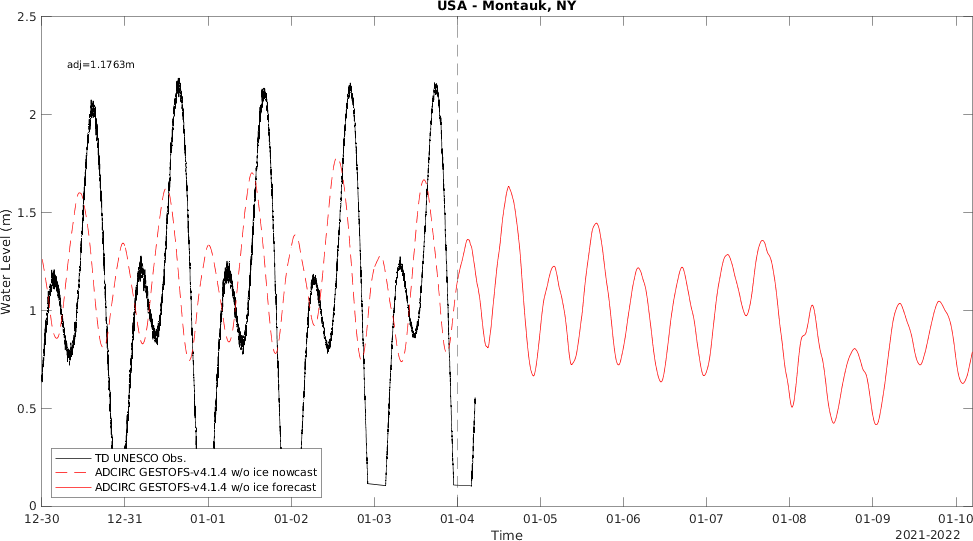 USA - Montauk, NY
adj=1.1763m
2.5
2
1.5
1
0.5
0
Water Level (m)
TD UNESCO Obs.
ADCIRC GESTOFS-v4.1.4 w/o ice nowcast
ADCIRC GESTOFS-v4.1.4 w/o ice forecast
12-30 12-31 01-01 01-02 01-03 01-04 01-05 01-06 01-07 01-08 01-09 01-10
Time
2021-2022